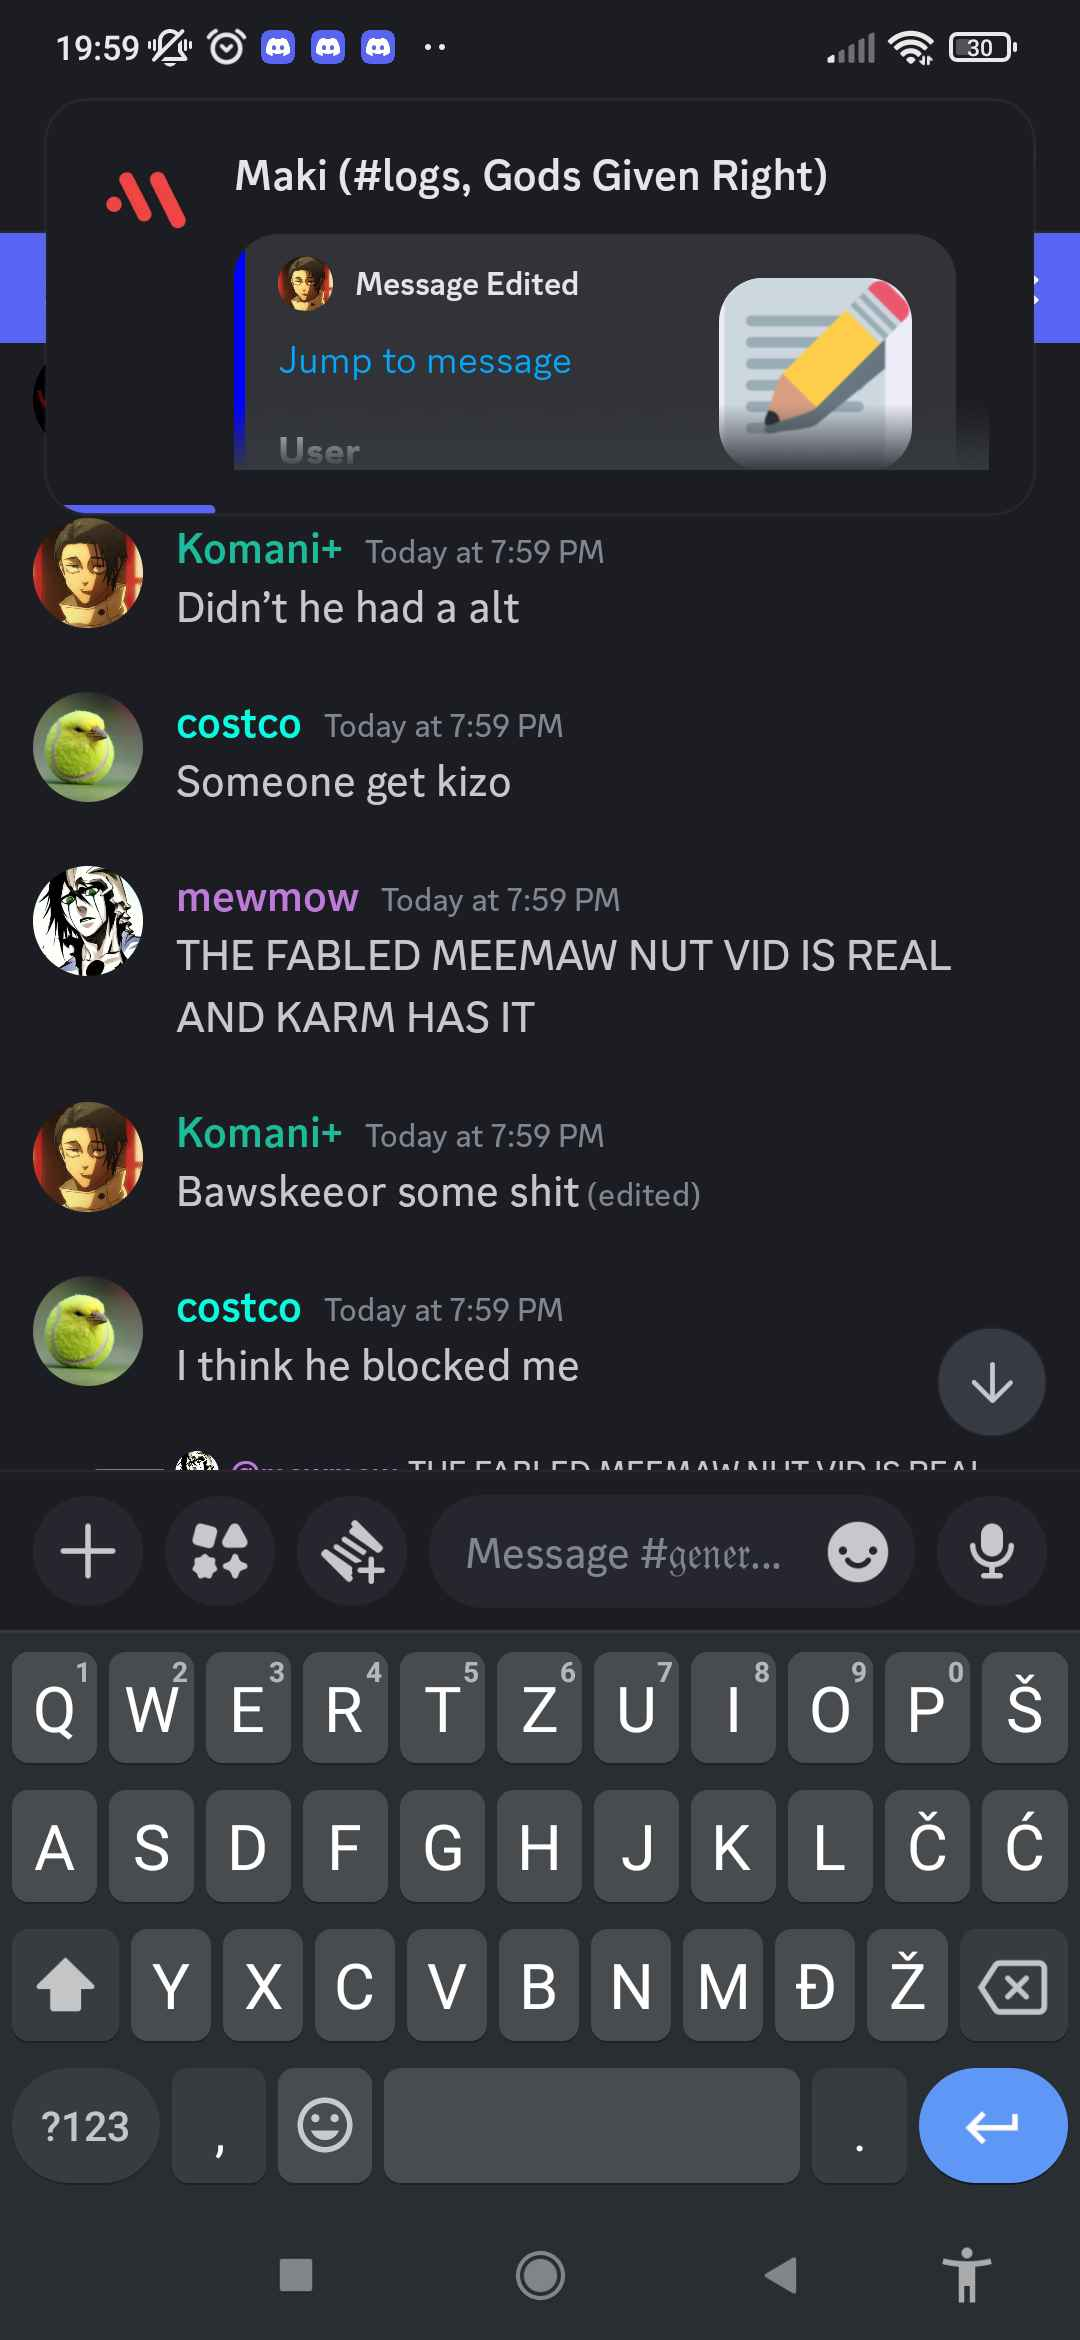 19:59
30
Maki (#logs, Gods Given Right)
Message Edited
Jump to message
User
Komani+ Today at 7:59 PM
Didn’t he had a alt
costco Today at 7:59 PM
Someone get kizo
mewmow Today at 7:59 PM
THE FABLED MEEMAW NUT VID IS REAL
AND KARM HAS IT
Komani+ Today at 7:59 PM
Bawskeeor some shit (edited)
costco Today at 7:59 PM
I think he blocked me
@mewmow THE FABLED MEEMAW NUT VID IS REAL
Message #𝔤𝔢𝔫𝔢𝔯...
1 2 3 4 5 6 7 8 9 0
Q W E R T Z U I O P Š
A S D F G H J K L Č Ć
Y X C V B N M Đ Ž
?123 , .